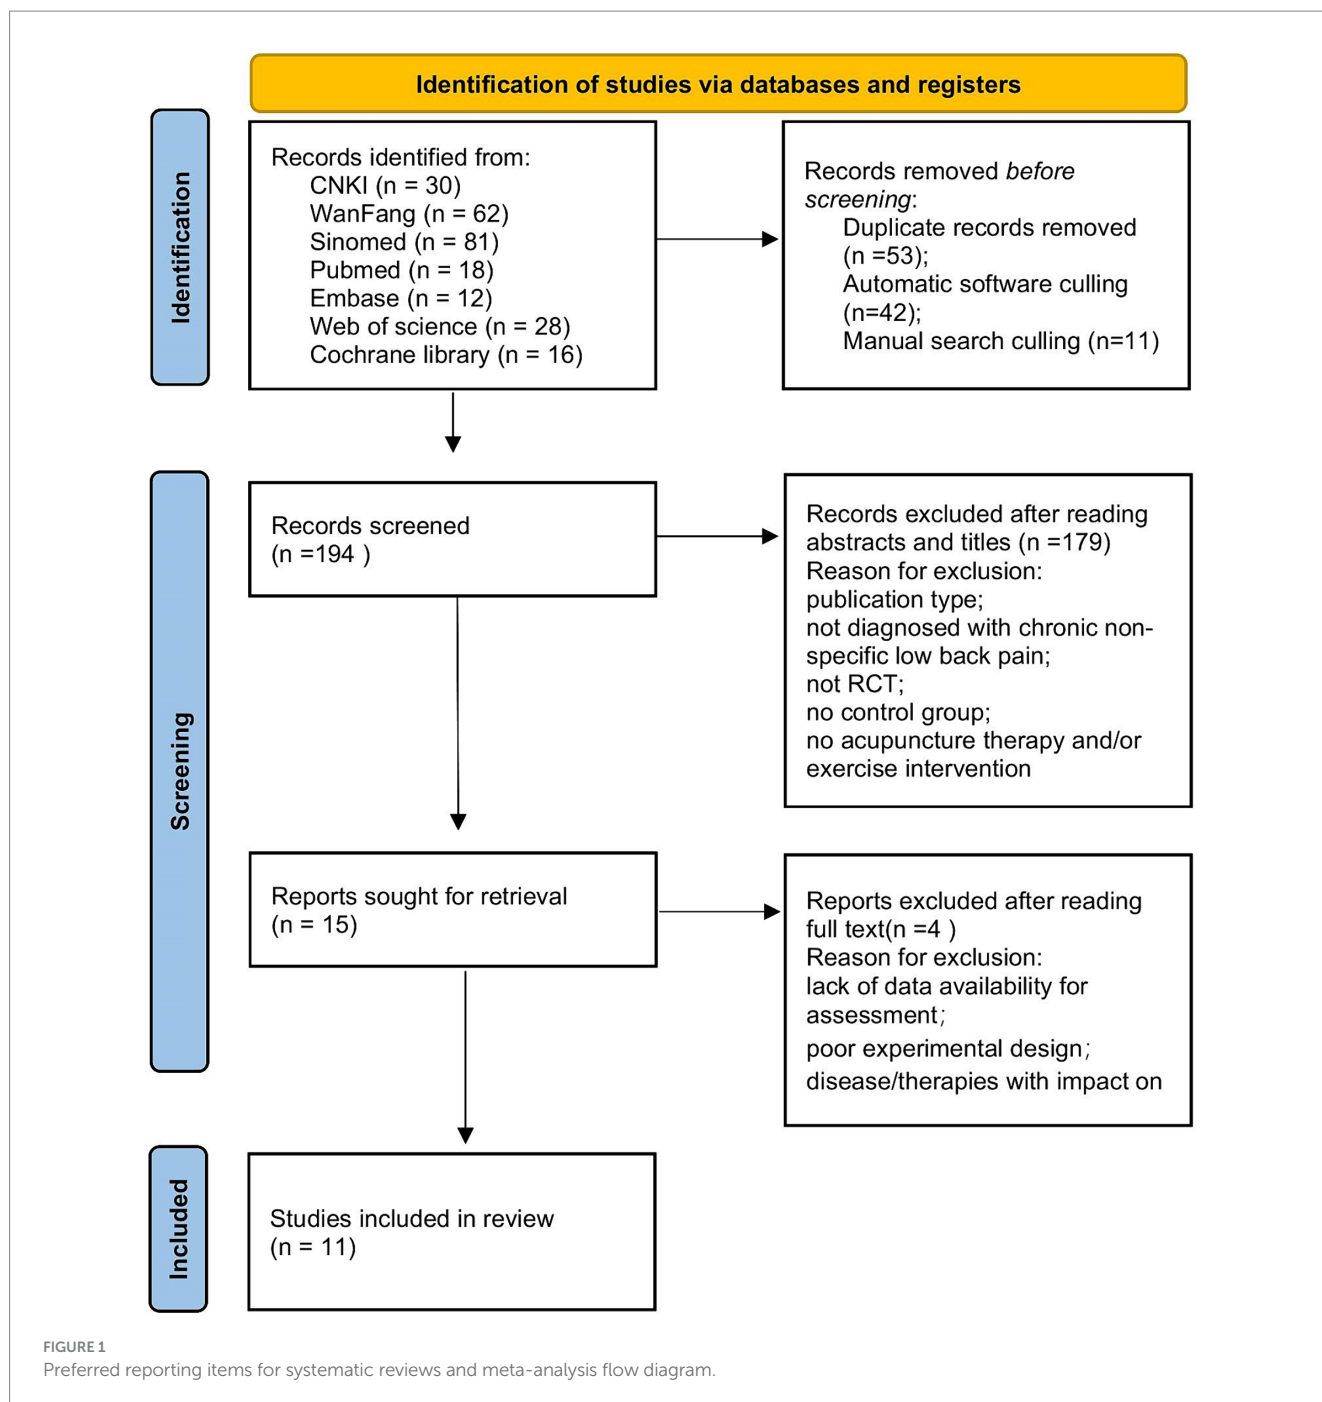 Identification of studies via databases and registers
Identification
Records identified from:
CNKI (n = 30)
WanFang (n = 62)
Sinomed (n = 81)
Pubmed (n = 18)
Embase (n = 12)
Web of science (n = 28)
Cochrane library (n = 16)
Records removed before
screening:
Duplicate records removed
(n =53);
Automatic software culling
(n=42);
Manual search culling (n=11)
Screening
Records screened
(n =194 )
Records excluded after reading
abstracts and titles (n =179)
Reason for exclusion:
publication type;
not diagnosed with chronic non-
specific low back pain;
not RCT;
no control group;
no acupuncture therapy and/or
exercise intervention
Reports sought for retrieval
(n = 15)
Reports excluded after reading
full text(n =4 )
Reason for exclusion:
lack of data availability for
assessment;
poor experimental design;
disease/therapies with impact on
Included
Studies included in review
(n = 11)
FIGURE 1
Preferred reporting items for systematic reviews and meta-analysis flow diagram.